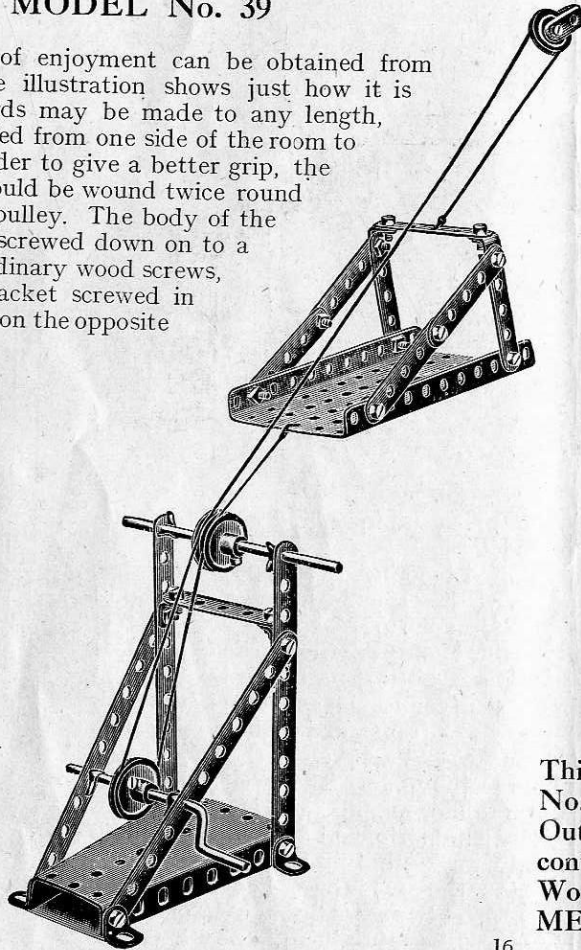 MODEL No. 39
of enjoyment can be obtained from
e illustration shows just how it is
rds may be made to any length,
ed from one side of the room to
der to give a better grip, the
ould be wound twice round
pulley. The body of the
screwed down on to a
dinary wood screws,
acket screwed in
on the opposite
Thi
No.
Out
con
Wo
ME
16